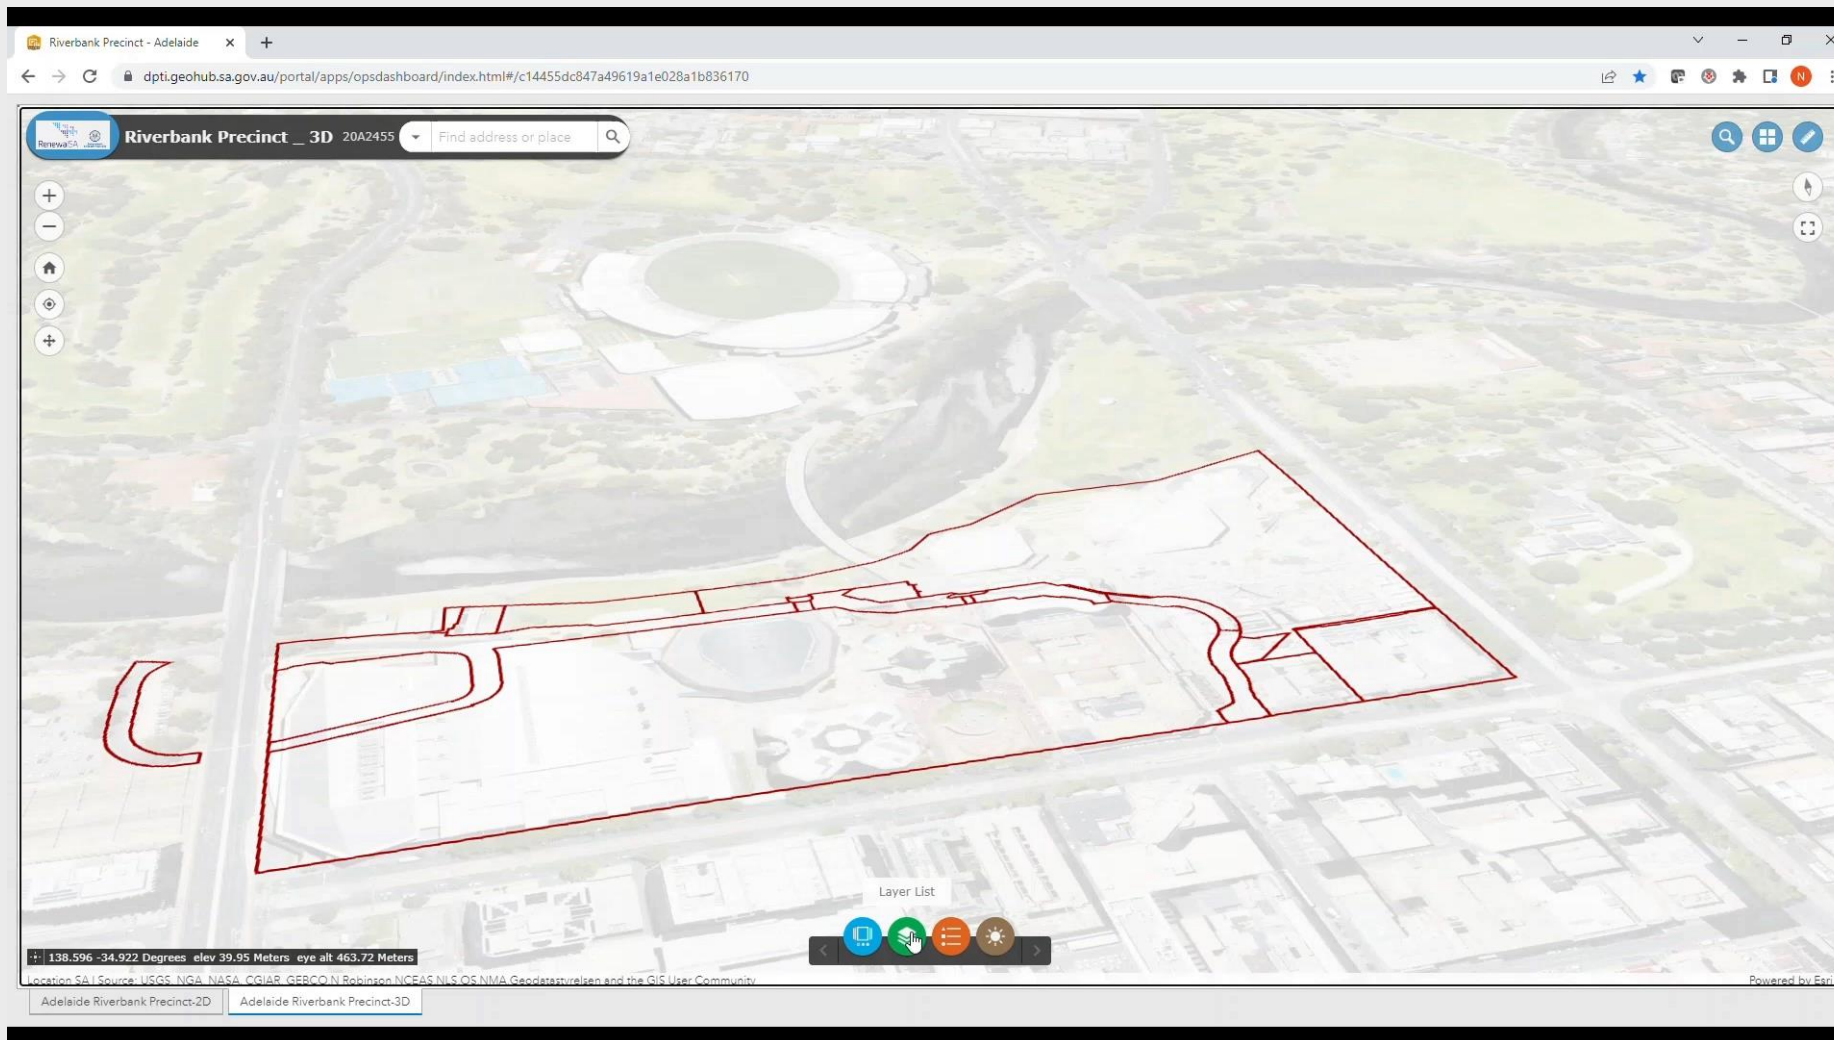 Riverbank Precinct - Adelaide
dpti.geohub.sa.gov.au/portal/apps/opsdashboard/index.html#/c14455dc847a49619a1e028a1b836170
N
RenewalSA
Riverbank Precinct _ 3D 20A2455
Find address or place
Layer List
138.596 -34.922 Degrees elev 39.95 Meters eye alt 463.72 Meters
Location SA | Source: USGS, NGA, NASA, CGIAR, GEBCO,N Robinson,NCEAS,NLS,OS,NMA,Geodatastyrelsen and the GIS User Community
Powered by Esri
Adelaide Riverbank Precinct-2D
Adelaide Riverbank Precinct-3D